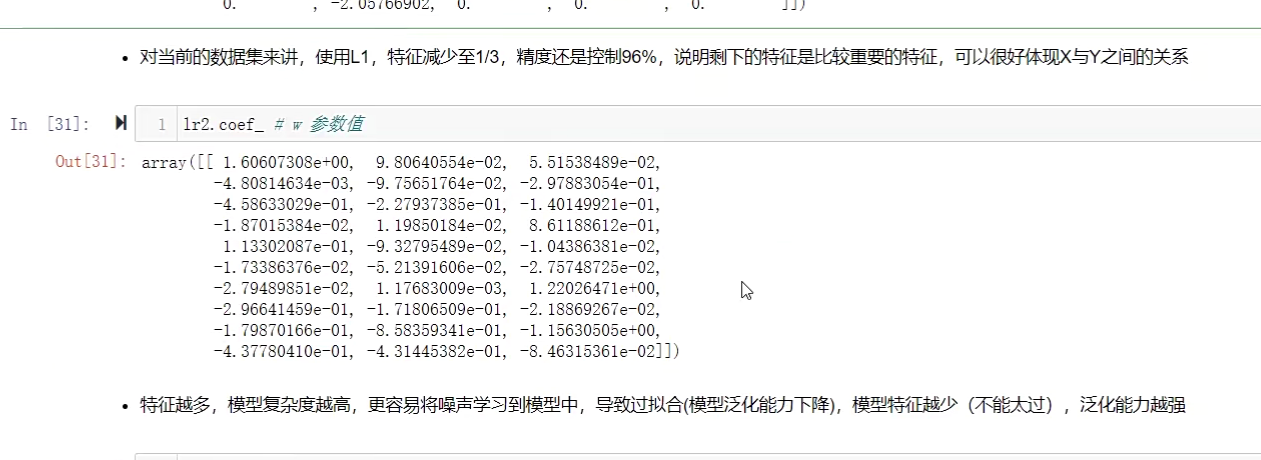 0.          , -2.05766902,  0.          ,  0.          ,  0.          ]])
• 对当前的数据集来讲，使用L1，特征减少至1/3，精度还是控制96%，说明剩下的特征是比较重要的特征，可以很好体现X与Y之间的关系
In [31]: 1 lr2.coef_ # w 参数值
Out[31]: array([[ 1.60607308e+00,  9.80640554e-02,  5.51538489e-02,
-4.80814634e-03, -9.75651764e-02, -2.97883054e-01,
-4.58633029e-01, -2.27937385e-01, -1.40149921e-01,
-1.87015384e-02,  1.19850184e-02,  8.61188612e-01,
1.13302087e-01, -9.32795489e-02, -1.04386381e-02,
-1.73386376e-02, -5.21391606e-02, -2.75748725e-02,
-2.79489851e-02,  1.17683009e-03,  1.22026471e+00,
-2.96641459e-01, -1.71806509e-01, -2.18869267e-02,
-1.79870166e-01, -8.58359341e-01, -1.15630505e+00,
-4.37780410e-01, -4.31445382e-01, -8.46315361e-02]])
• 特征越多，模型复杂度越高，更容易将噪声学习到模型中，导致过拟合(模型泛化能力下降)，模型特征越少（不能太过），泛化能力越强